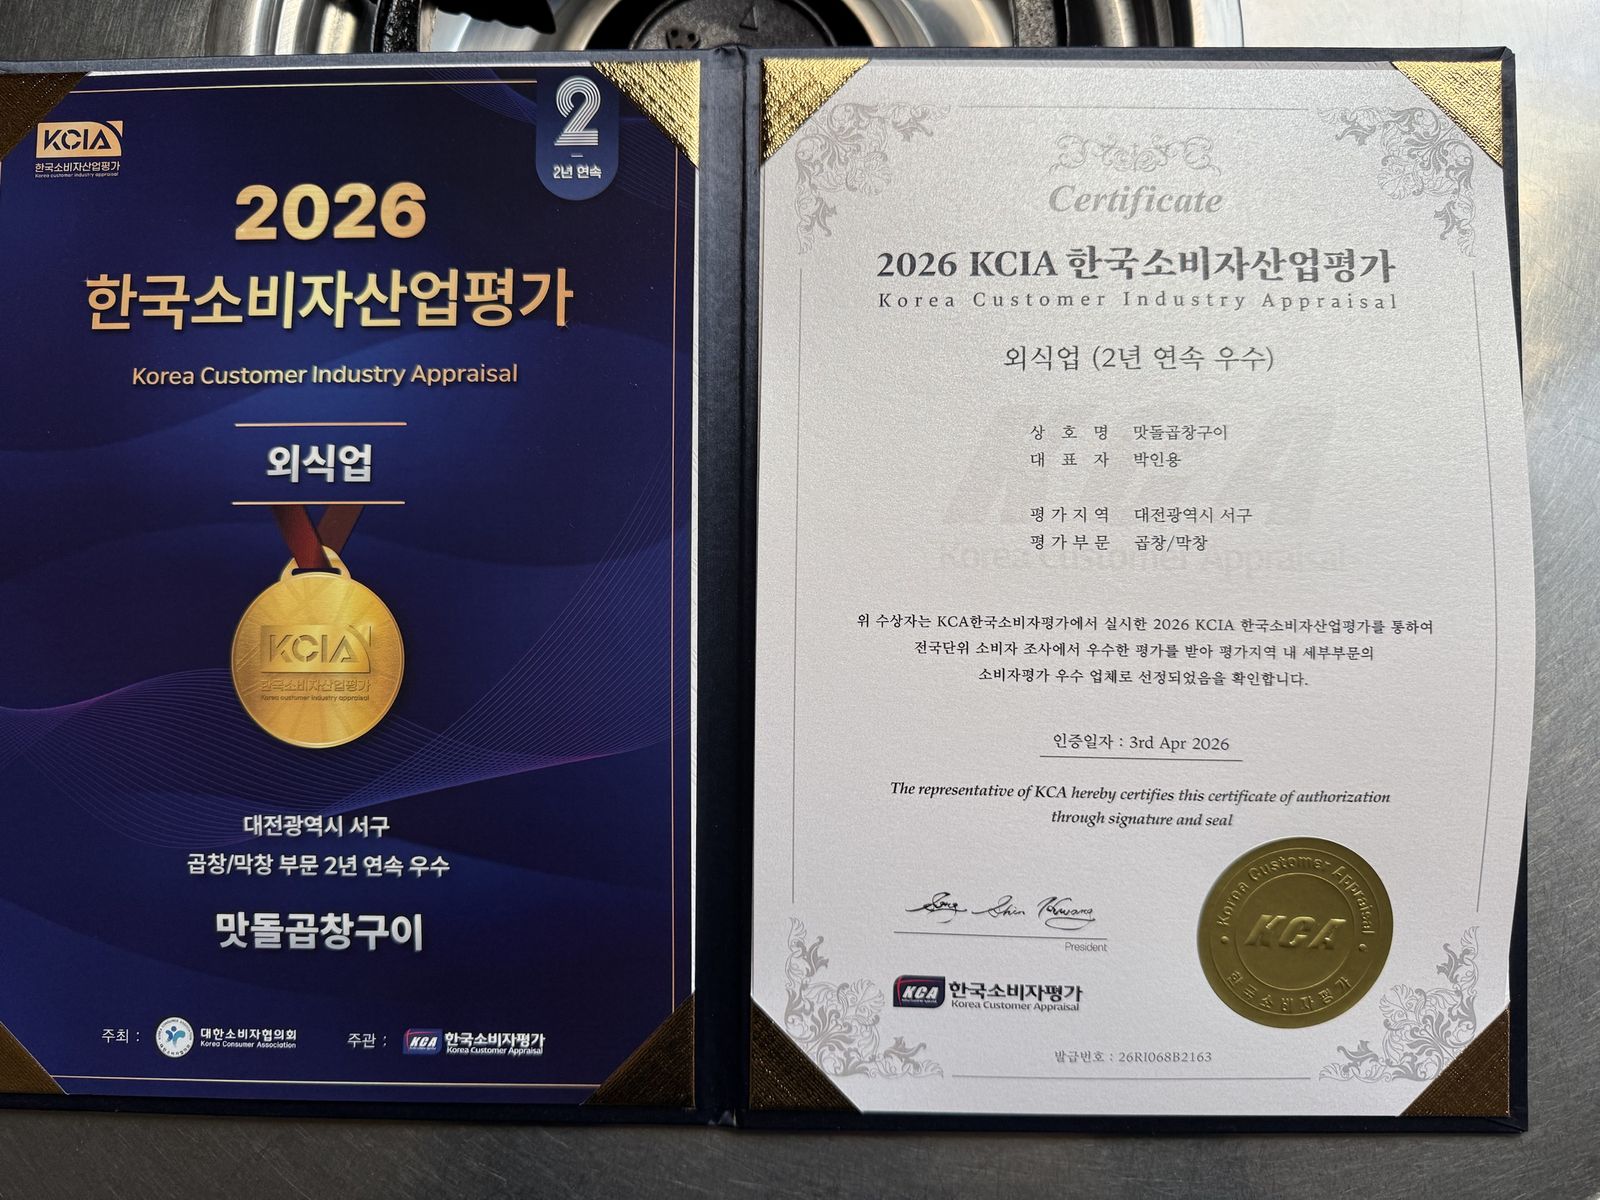 KCIA
한국소비자산업평가
Korea customer industry appraisal
2
2년 연속
2026
한국소비자산업평가
Korea Customer Industry Appraisal
외식업
KCIA
한국소비자산업평가
Korea customer industry appraisal
대전광역시 서구
곱창/막창 부문 2년 연속 우수
맛돌곱창구이
주최 : 대한소비자협의회
Korea Consumer Association
주관 : KCA 한국소비자평가
Korea Customer Appraisal
Certificate
2026 KCIA 한국소비자산업평가
Korea Customer Industry Appraisal
외식업 (2년 연속 우수)
상 호 명 맛돌곱창구이
대 표 자 박인용
평가지역 대전광역시 서구
평가부문 곱창/막창
위 수상자는 KCA한국소비자평가에서 실시한 2026 KCIA 한국소비자산업평가를 통하여
전국단위 소비자 조사에서 우수한 평가를 받아 평가지역 내 세부부문의
소비자평가 우수 업체로 선정되었음을 확인합니다.
인증일자 : 3rd Apr 2026
The representative of KCA hereby certifies this certificate of authorization
through signature and seal
Shin Kwang
President
KCA 한국소비자평가
Korea Customer Appraisal
Korea Customer Appraisal
KCA
한국소비자평가
발급번호 : 26RI068B2163